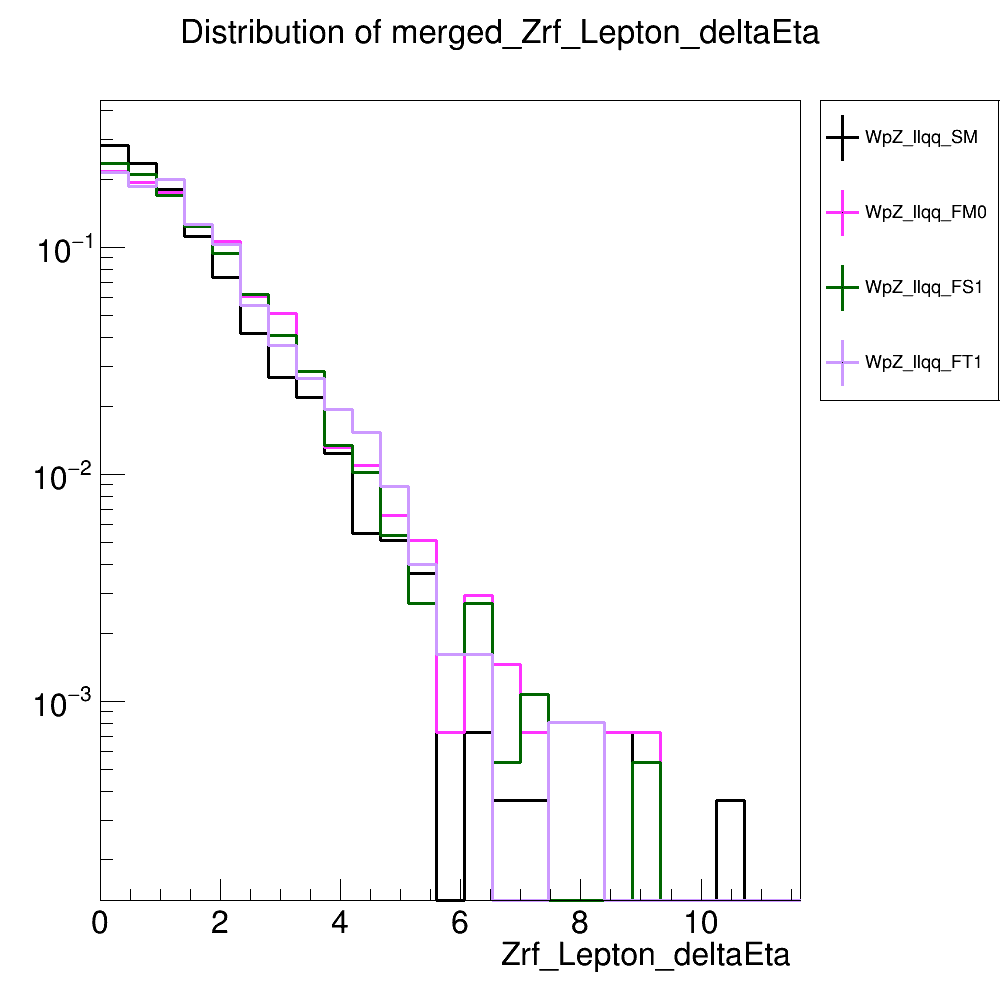 Distribution of merged_Zrf_Lepton_deltaEta
WpZ_llqq_SM
WpZ_llqq_FM0
WpZ_llqq_FS1
WpZ_llqq_FT1
10⁻¹
10⁻²
10⁻³
0 2 4 6 8 10
Zrf_Lepton_deltaEta